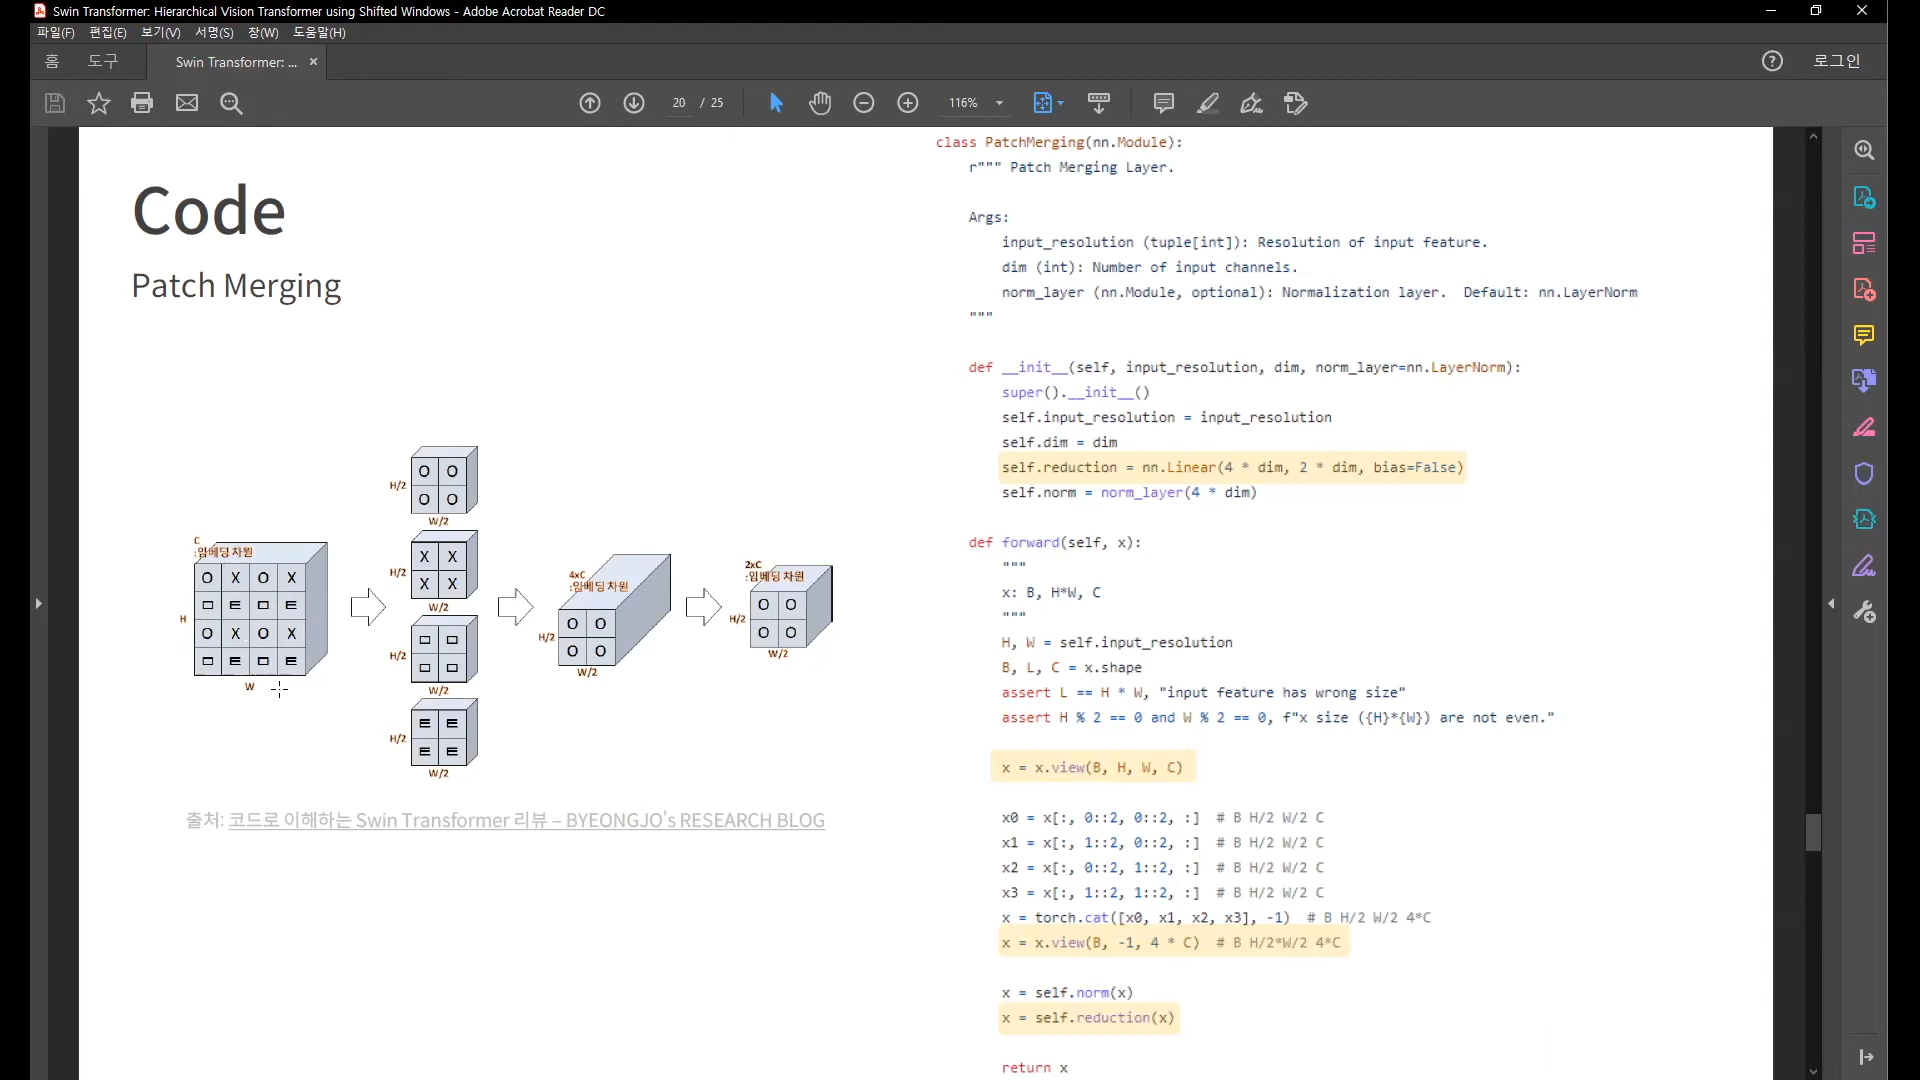 Swin Transformer: Hierarchical Vision Transformer using Shifted Windows - Adobe Acrobat Reader DC
파일(F) 편집(E) 보기(V) 서명(S) 창(W) 도움말(H)
홈 도구 Swin Transformer: ... ×
로그인
20 / 25 116%
Code
Patch Merging
C
:임베딩 차원
O X O X
ㅁ ㅌ ㅁ ㅌ
O X O X
ㅁ ㅌ ㅁ ㅌ
H
W
O O
O O
H/2
W/2
X X
X X
H/2
W/2
ㅁ ㅁ
ㅁ ㅁ
H/2
W/2
ㅌ ㅌ
ㅌ ㅌ
H/2
W/2
4xC
:임베딩 차원
O O
O O
H/2
W/2
2xC
:임베딩 차원
O O
O O
H/2
W/2
출처: 코드로 이해하는 Swin Transformer 리뷰 – BYEONGJO's RESEARCH BLOG
class PatchMerging(nn.Module):
r""" Patch Merging Layer.
Args:
input_resolution (tuple[int]): Resolution of input feature.
dim (int): Number of input channels.
norm_layer (nn.Module, optional): Normalization layer.  Default: nn.LayerNorm
"""
def __init__(self, input_resolution, dim, norm_layer=nn.LayerNorm):
super().__init__()
self.input_resolution = input_resolution
self.dim = dim
self.reduction = nn.Linear(4 * dim, 2 * dim, bias=False)
self.norm = norm_layer(4 * dim)
def forward(self, x):
"""
x: B, H*W, C
"""
H, W = self.input_resolution
B, L, C = x.shape
assert L == H * W, "input feature has wrong size"
assert H % 2 == 0 and W % 2 == 0, f"x size ({H}*{W}) are not even."
x = x.view(B, H, W, C)
x0 = x[:, 0::2, 0::2, :]  # B H/2 W/2 C
x1 = x[:, 1::2, 0::2, :]  # B H/2 W/2 C
x2 = x[:, 0::2, 1::2, :]  # B H/2 W/2 C
x3 = x[:, 1::2, 1::2, :]  # B H/2 W/2 C
x = torch.cat([x0, x1, x2, x3], -1)  # B H/2 W/2 4*C
x = x.view(B, -1, 4 * C)  # B H/2*W/2 4*C
x = self.norm(x)
x = self.reduction(x)
return x